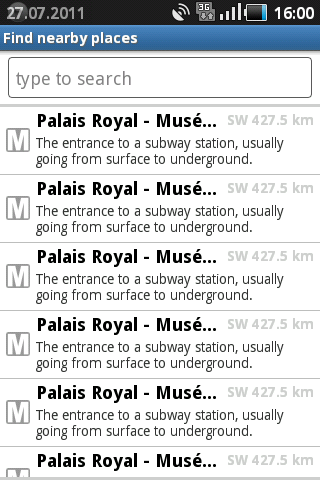 27.07.2011 3G 16:00
Find nearby places
type to search
Palais Royal - Musé... SW 427.5 km
M
The entrance to a subway station, usually
going from surface to underground.
Palais Royal - Musé... SW 427.5 km
M
The entrance to a subway station, usually
going from surface to underground.
Palais Royal - Musé... SW 427.5 km
M
The entrance to a subway station, usually
going from surface to underground.
Palais Royal - Musé... SW 427.5 km
M
The entrance to a subway station, usually
going from surface to underground.
Palais Royal - Musé... SW 427.5 km
M
The entrance to a subway station, usually
going from surface to underground.
Palais Royal - Musé... SW 427.5 km
M